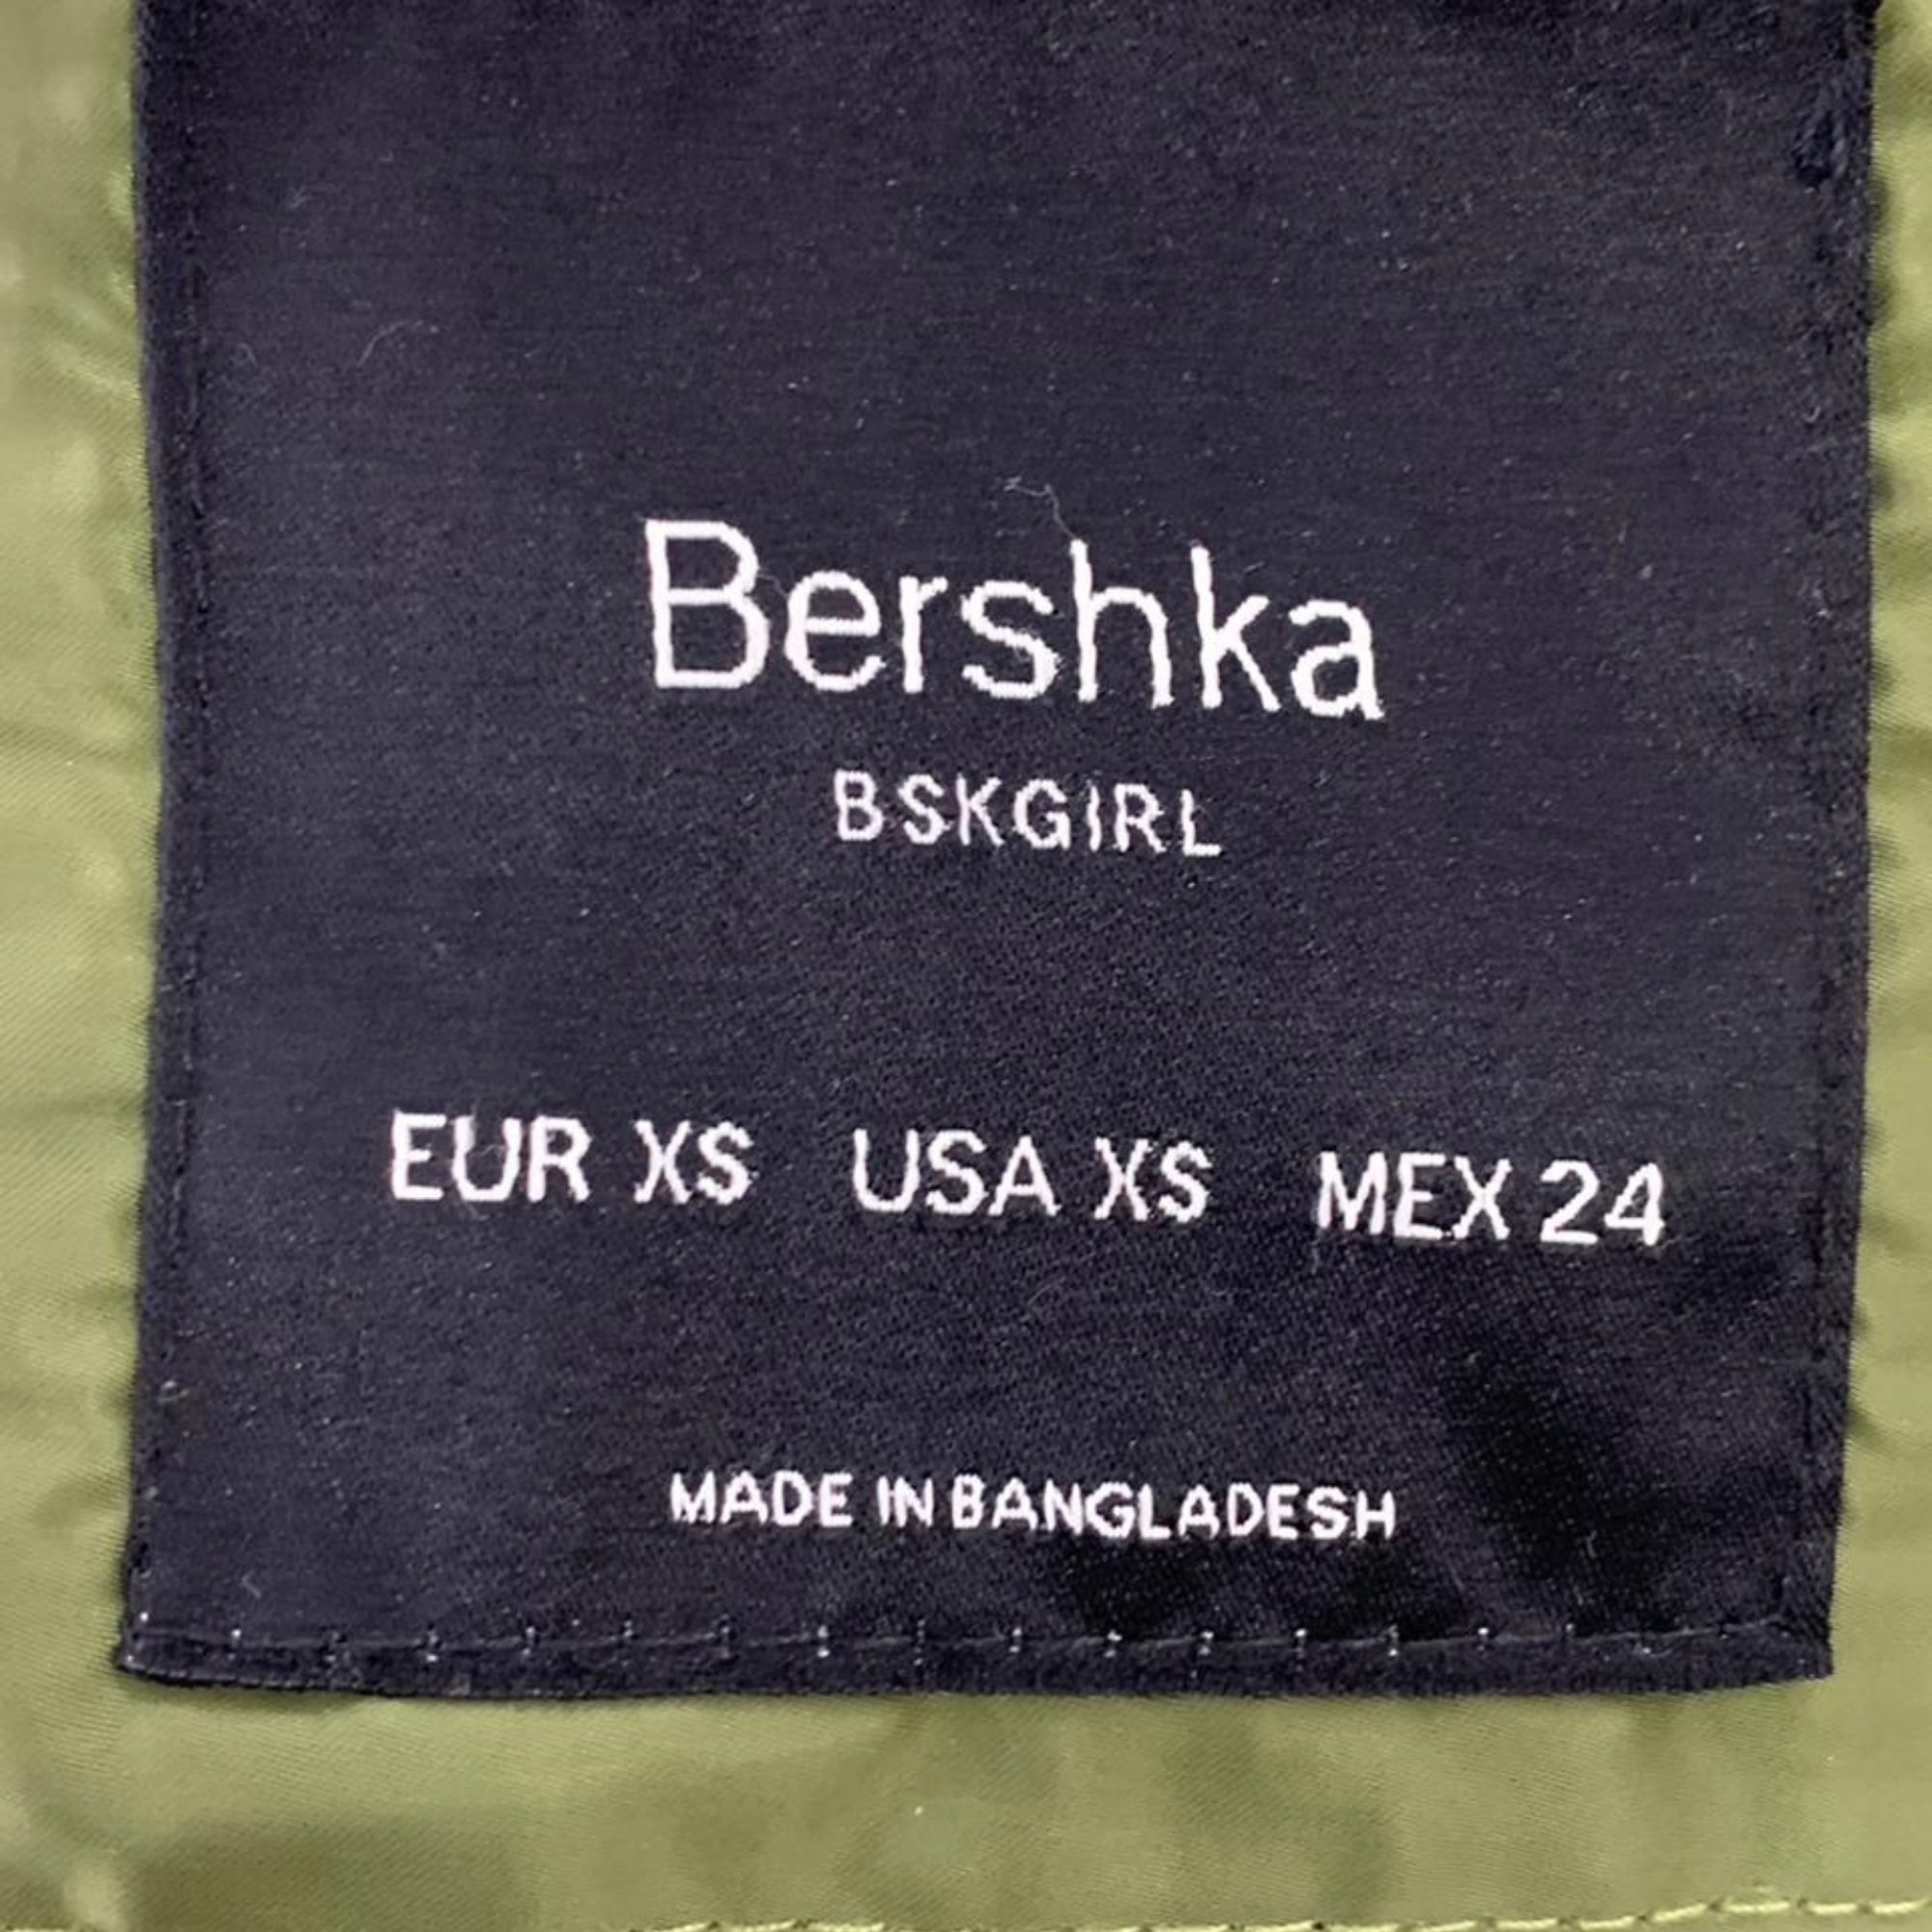 Bershka
BSKGIRL
EUR XS USA XS MEX 24
MADE IN BANGLADESH